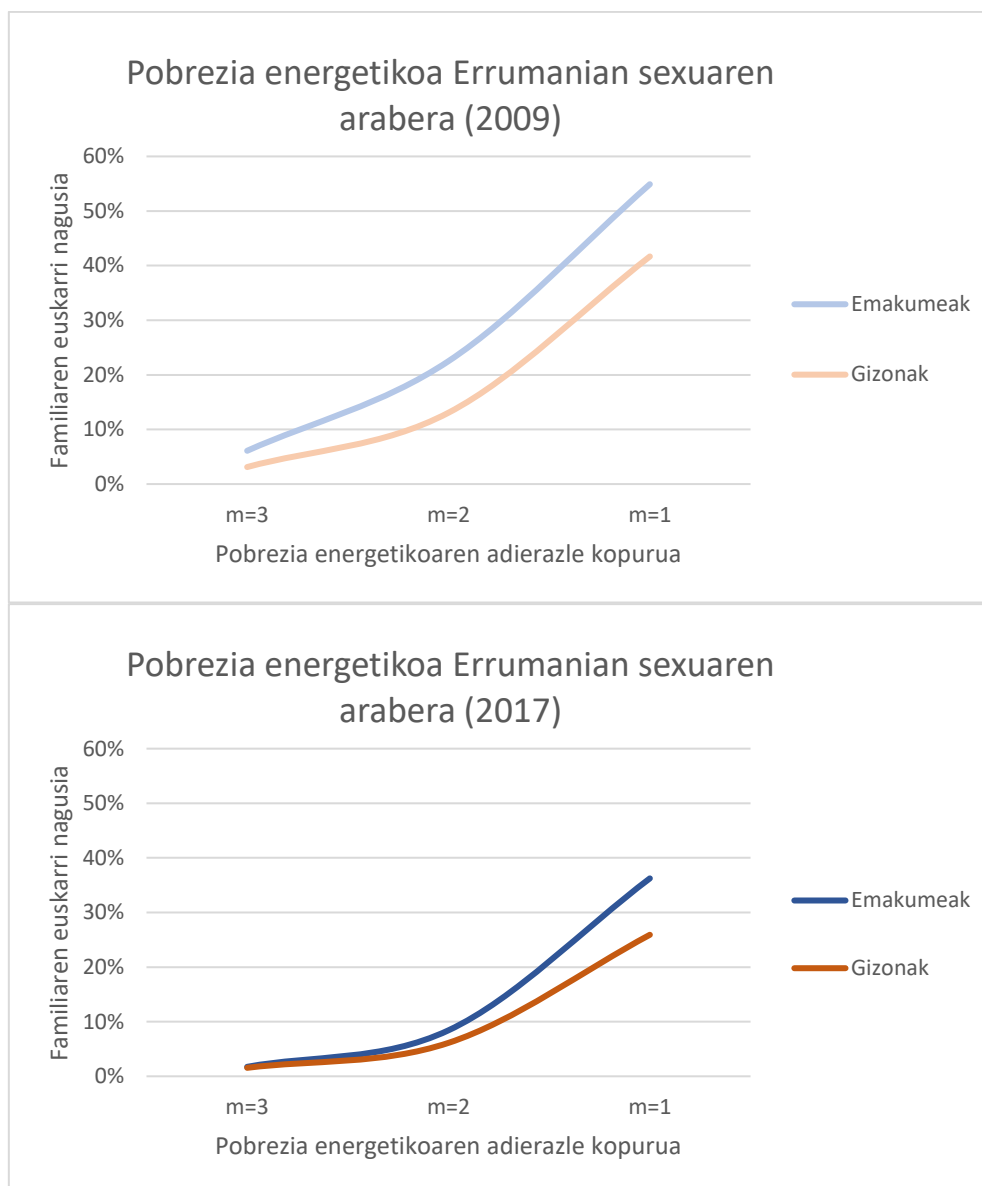 Pobrezia energetikoa Errumanian sexuaren
arabera (2009)
Familiaren euskarri nagusia
60%
50%
40%
30%
20%
10%
0%
m=3
m=2
m=1
Pobrezia energetikoaren adierazle kopurua
Emakumeak
Gizonak
Pobrezia energetikoa Errumanian sexuaren
arabera (2017)
Familiaren euskarri nagusia
60%
50%
40%
30%
20%
10%
0%
m=3
m=2
m=1
Pobrezia energetikoaren adierazle kopurua
Emakumeak
Gizonak